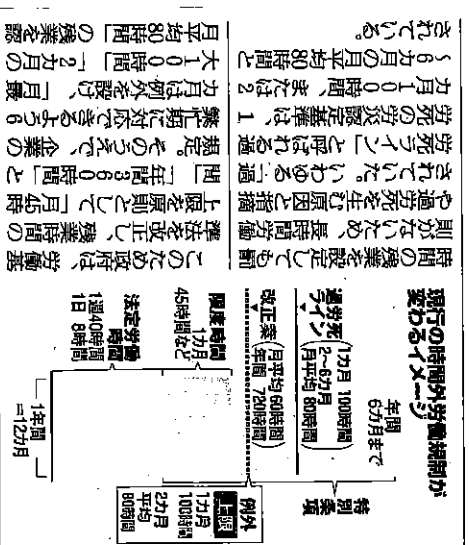 時間の残業を設定しても罰
則がないため、長時間労働
や過労死を生む原因と指摘
されていた。いわゆる「過
労死ライン」と呼ばれる過
労死の労災認定基準は、1
カ月100時間、または2
～6カ月の月平均80時間と
されている。
このため政府は、労働基
準法を改正し、残業時間の
上限を原則として「月45時
間」「年間360時間」と
規定。そのうえで、企業の
繁忙期に対応できるよう6
カ月は例外を設け、「月最
大100時間」「2カ月の
月平均80時間」の残業を認
現行の時間外労働規制が
変わるイメージ
年間
6カ月まで
過労死
ライン
1カ月 100時間
2〜6カ月
月平均 80時間
改正案
月平均60時間
年間 720時間
限度時間
1カ月
45時間など
法定労働
時間
1週40時間
1日 8時間
特別条項
例外
上限
1カ月
100時間
2カ月
平均
80時間
1年間
=12カ月